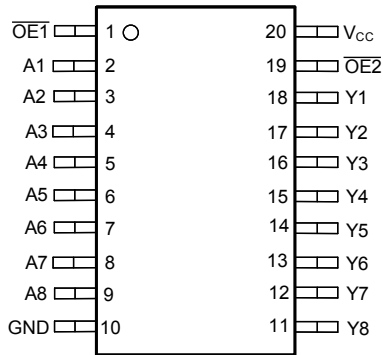 O̅E̅1̅ 1 20 VCC
A1 2 19 O̅E̅2̅
A2 3 18 Y1
A3 4 17 Y2
A4 5 16 Y3
A5 6 15 Y4
A6 7 14 Y5
A7 8 13 Y6
A8 9 12 Y7
GND 10 11 Y8